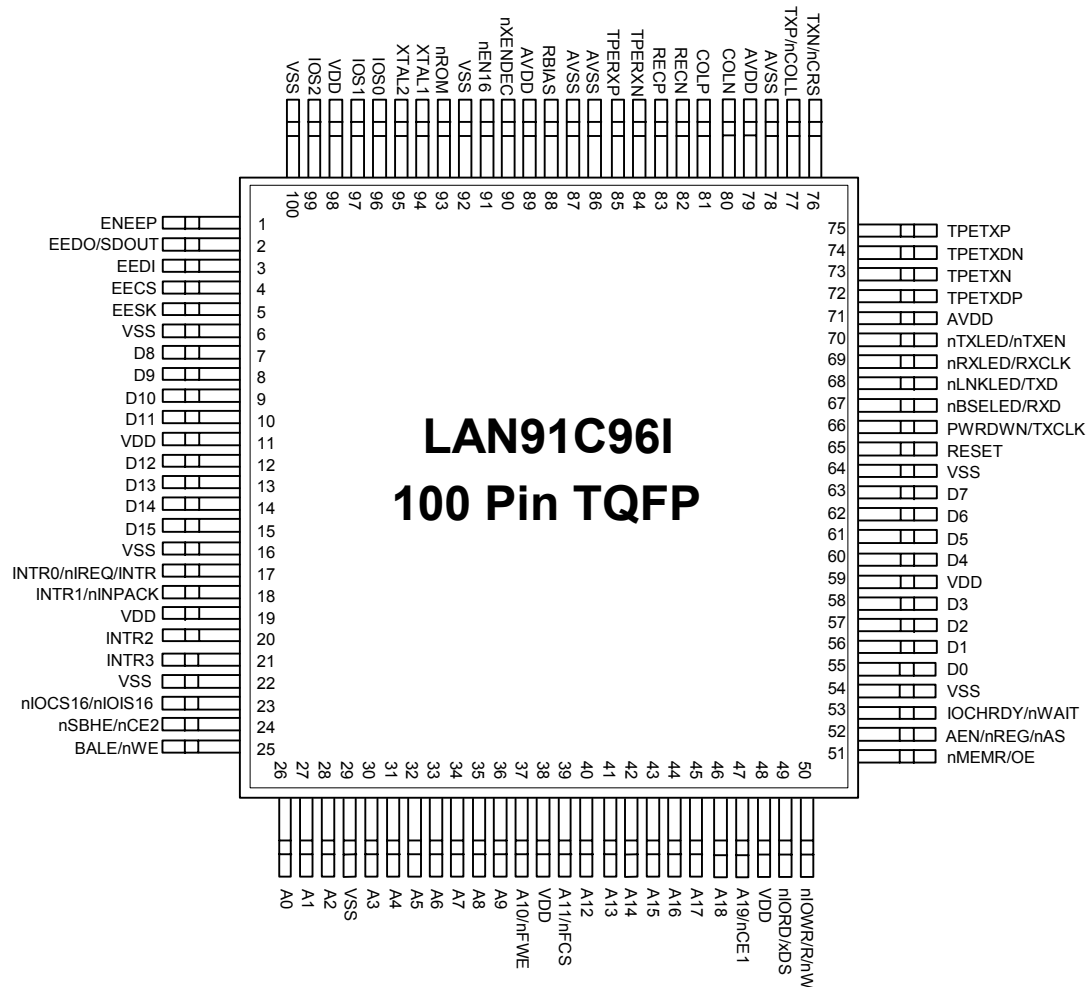 VSS
IOS2
VDD
IOS1
IOS0
XTAL2
XTAL1
nROM
VSS
nEN16
nXENDEC
AVDD
RBIAS
AVSS
AVSS
TPERXP
TPERXN
RECP
RECN
COLP
COLN
AVDD
AVSS
TXP/nCOLL
TXN/nCRS
100
99
98
97
96
95
94
93
92
91
90
89
88
87
86
85
84
83
82
81
80
79
78
77
76
ENEEP 1
EEDO/SDOUT 2
EEDI 3
EECS 4
EESK 5
VSS 6
D8 7
D9 8
D10 9
D11 10
VDD 11
D12 12
D13 13
D14 14
D15 15
VSS 16
INTR0/nIREQ/INTR 17
INTR1/nINPACK 18
VDD 19
INTR2 20
INTR3 21
VSS 22
nIOCS16/nIOIS16 23
nSBHE/nCE2 24
BALE/nWE 25
LAN91C96I
100 Pin TQFP
75 TPETXP
74 TPETXDN
73 TPETXN
72 TPETXDP
71 AVDD
70 nTXLED/nTXEN
69 nRXLED/RXCLK
68 nLNKLED/TXD
67 nBSELED/RXD
66 PWRDWN/TXCLK
65 RESET
64 VSS
63 D7
62 D6
61 D5
60 D4
59 VDD
58 D3
57 D2
56 D1
55 D0
54 VSS
53 IOCHRDY/nWAIT
52 AEN/nREG/nAS
51 nMEMR/OE
26
27
28
29
30
31
32
33
34
35
36
37
38
39
40
41
42
43
44
45
46
47
48
49
50
A0
A1
A2
VSS
A3
A4
A5
A6
A7
A8
A9
A10/nFWE
VDD
A11/nFCS
A12
A13
A14
A15
A16
A17
A18
A19/nCE1
VDD
nIORD/xDS
nIOWR/R/nW